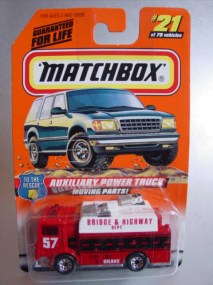 GUARANTEED
FOR LIFE
#21
of 75 vehicles
MATCHBOX
TO THE
RESCUE
AUXILIARY POWER TRUCK
MOVING PARTS!
BRIDGE & HIGHWAY
DEPT.
57